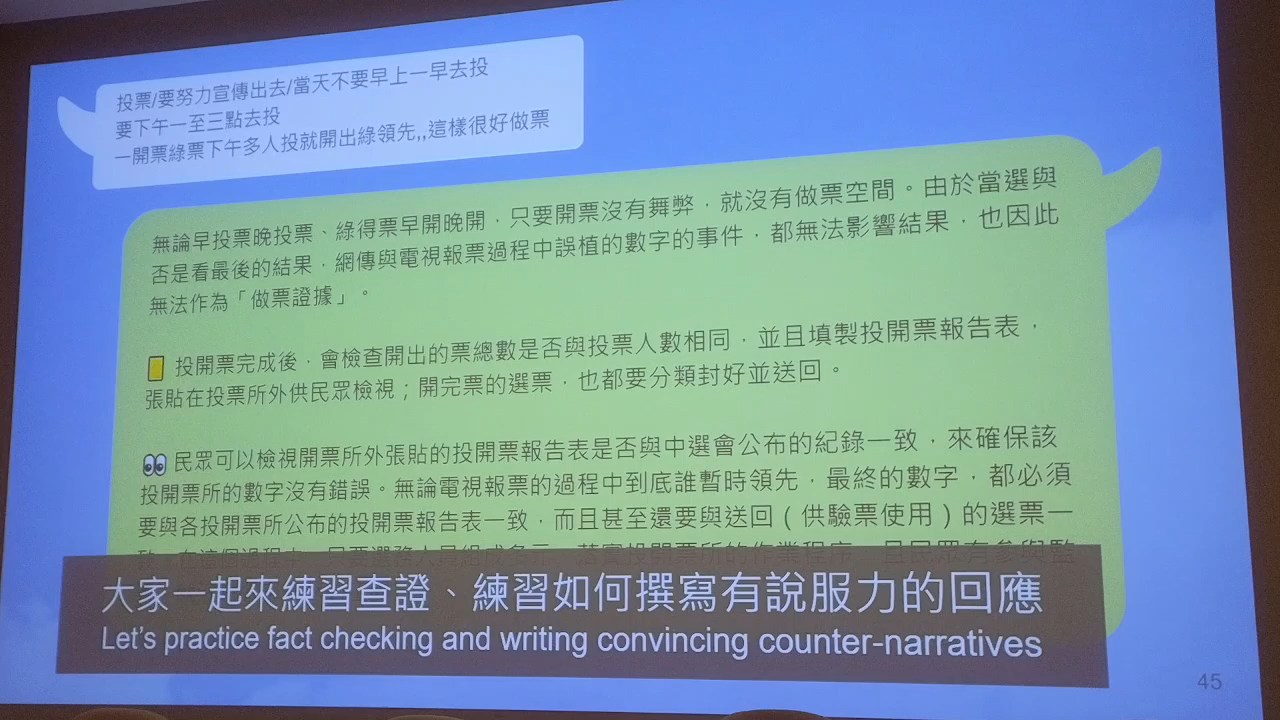 投票/要努力宣傳出去/當天不要早上一早去投
要下午一至三點去投
一開票綠票下午多人投就開出綠領先,,這樣很好做票
無論早投票晚投票、綠得票早開晚開，只要開票沒有舞弊，就沒有做票空間。由於當選與
否是看最後的結果，網傳與電視報票過程中誤植的數字的事件，都無法影響結果，也因此
無法作為「做票證據」。
投開票完成後，會檢查開出的票總數是否與投票人數相同，並且填製投開票報告表，
張貼在投票所外供民眾檢視；開完票的選票，也都要分類封好並送回。
民眾可以檢視開票所外張貼的投開票報告表是否與中選會公布的紀錄一致，來確保該
投開票所的數字沒有錯誤。無論電視報票的過程中到底誰暫時領先，最終的數字，都必須
要與各投開票所公布的投開票報告表一致，而且甚至還要與送回（供驗票使用）的選票一
大家一起來練習查證、練習如何撰寫有說服力的回應
Let's practice fact checking and writing convincing counter-narratives
45